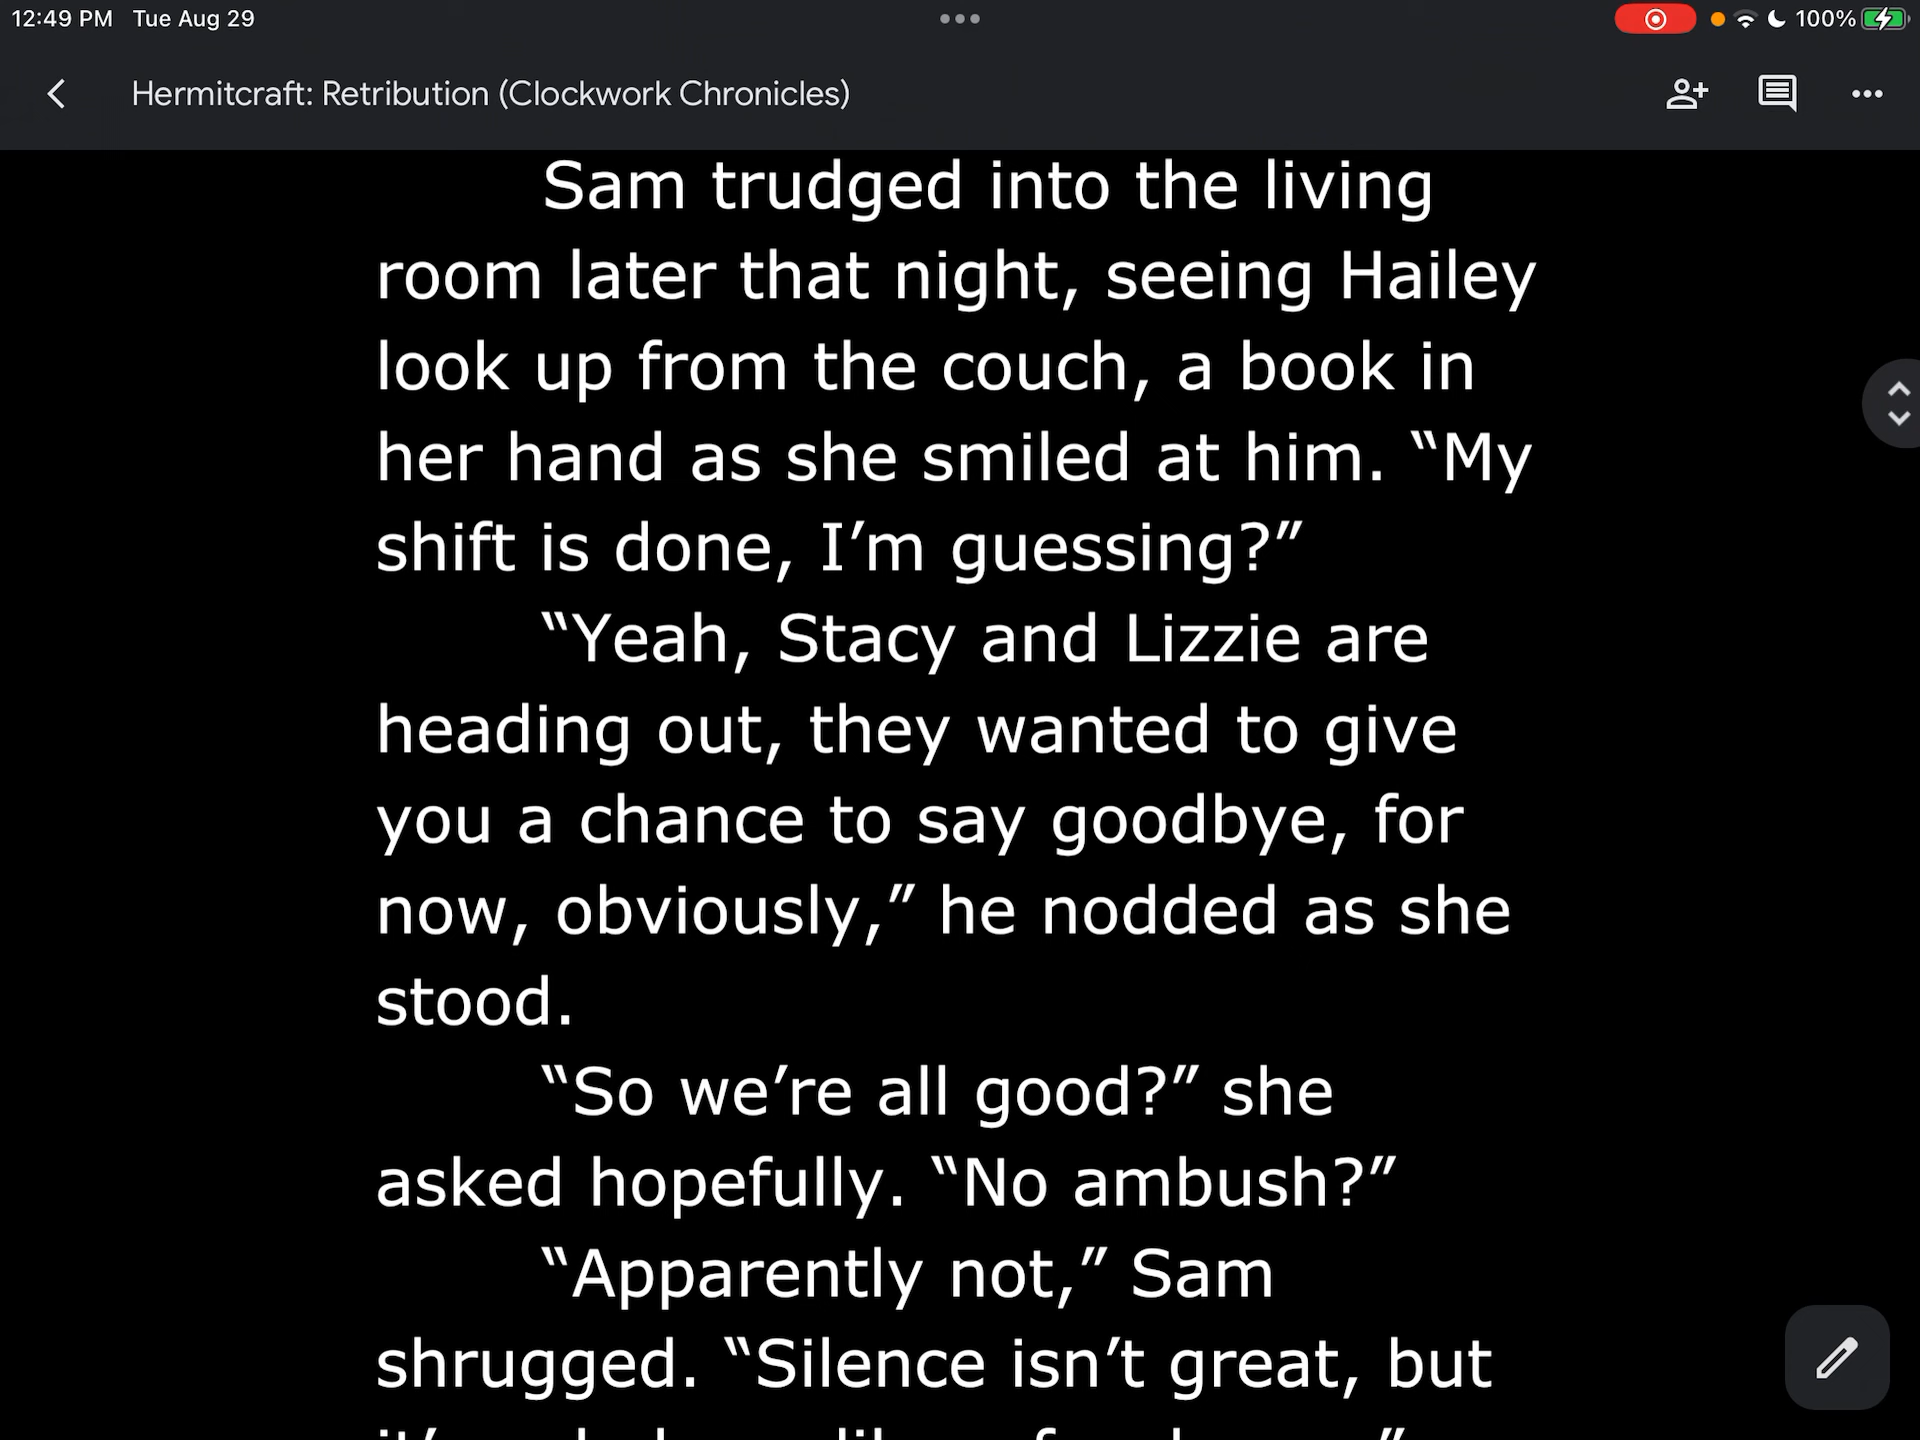 12:49 PM Tue Aug 29
100%
Hermitcraft: Retribution (Clockwork Chronicles)
Sam trudged into the living
room later that night, seeing Hailey
look up from the couch, a book in
her hand as she smiled at him. “My
shift is done, I’m guessing?”
“Yeah, Stacy and Lizzie are
heading out, they wanted to give
you a chance to say goodbye, for
now, obviously,” he nodded as she
stood.
“So we’re all good?” she
asked hopefully. “No ambush?”
“Apparently not,” Sam
shrugged. “Silence isn’t great, but